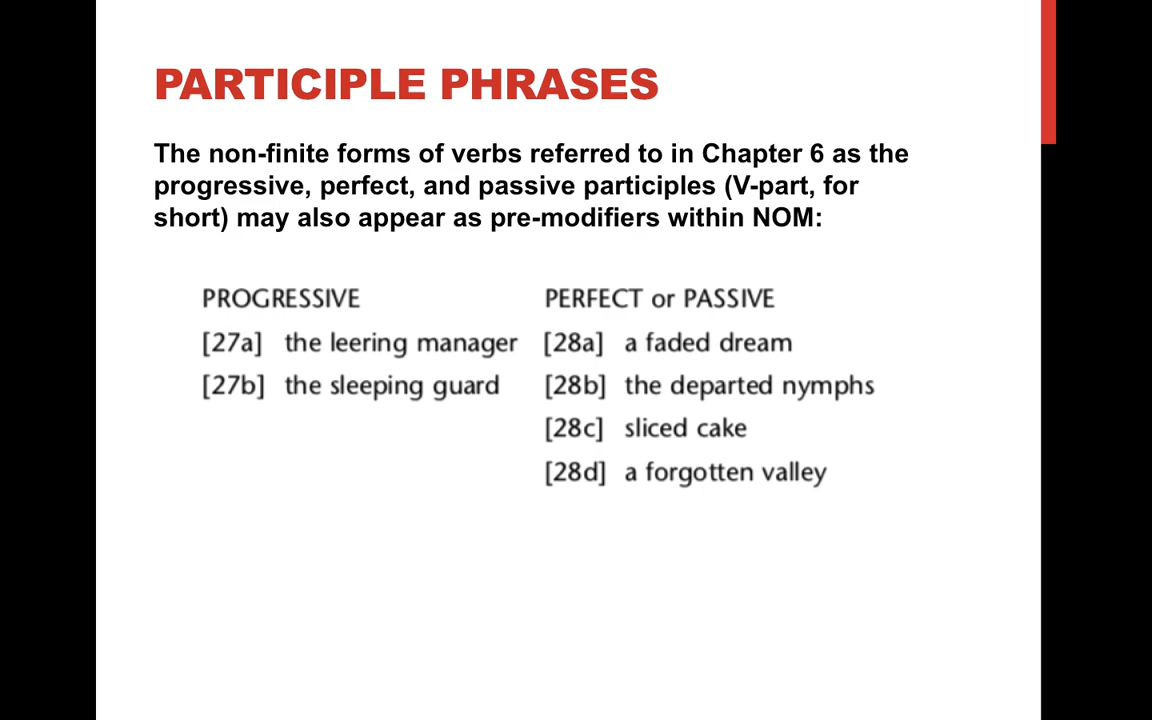 PARTICIPLE PHRASES
The non-finite forms of verbs referred to in Chapter 6 as the
progressive, perfect, and passive participles (V-part, for
short) may also appear as pre-modifiers within NOM:
PROGRESSIVE PERFECT or PASSIVE
[27a] the leering manager [28a] a faded dream
[27b] the sleeping guard [28b] the departed nymphs
[28c] sliced cake
[28d] a forgotten valley